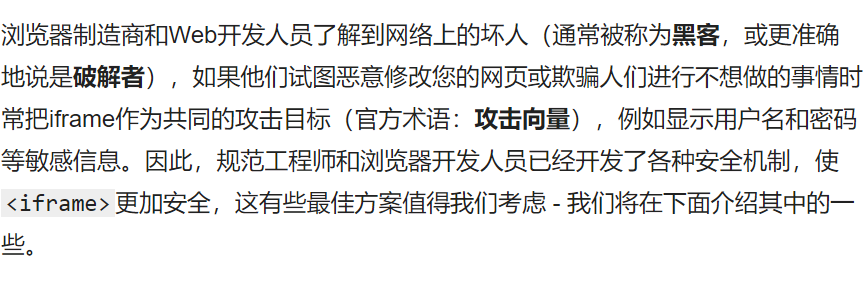 浏览器制造商和Web开发人员了解到网络上的坏人（通常被称为黑客，或更准确
地说是破解者），如果他们试图恶意修改您的网页或欺骗人们进行不想做的事情时
常把iframe作为共同的攻击目标（官方术语：攻击向量），例如显示用户名和密码
等敏感信息。因此，规范工程师和浏览器开发人员已经开发了各种安全机制，使
<iframe>更加安全，这有些最佳方案值得我们考虑 - 我们将在下面介绍其中的一
些。